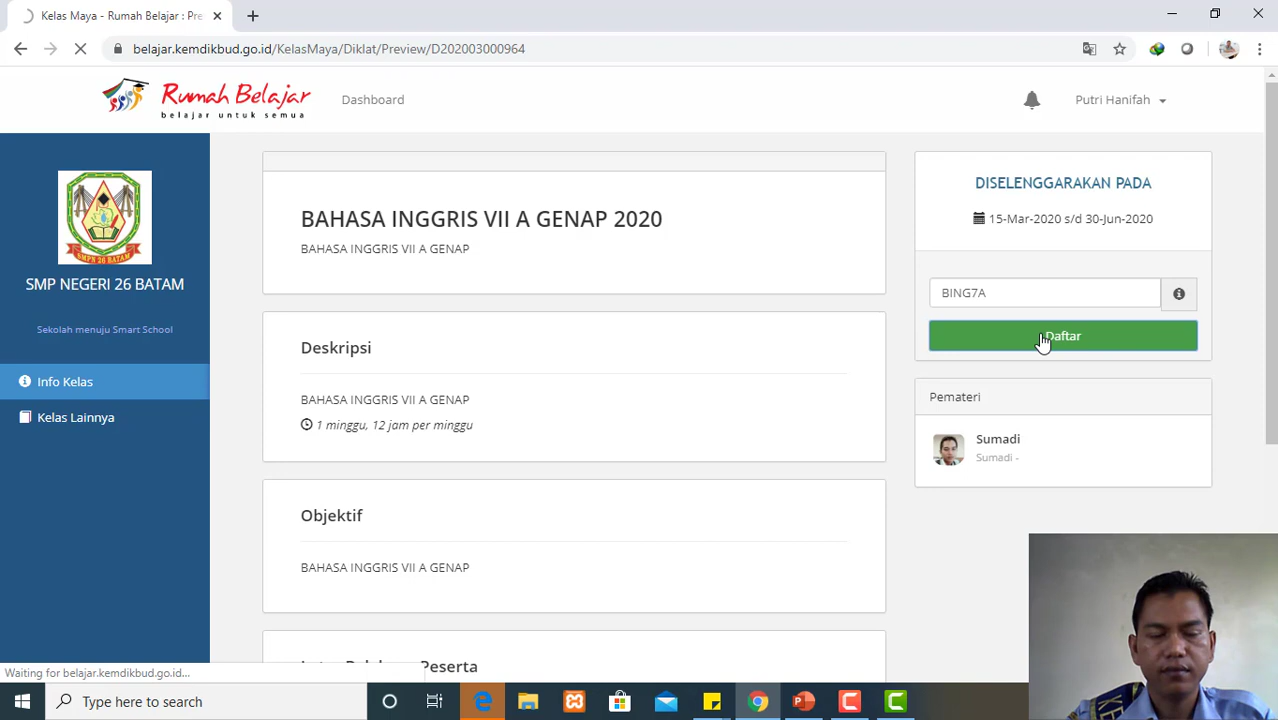 Kelas Maya - Rumah Belajar : Pre
belajar.kemdikbud.go.id/KelasMaya/Diklat/Preview/D202003000964
Rumah Belajar
belajar untuk semua
Dashboard
Putri Hanifah
SMP NEGERI 26 BATAM
Sekolah menuju Smart School
Info Kelas
Kelas Lainnya
BAHASA INGGRIS VII A GENAP 2020
BAHASA INGGRIS VII A GENAP
Deskripsi
BAHASA INGGRIS VII A GENAP
1 minggu, 12 jam per minggu
Objektif
BAHASA INGGRIS VII A GENAP
Peserta
DISELENGGARAKAN PADA
15-Mar-2020 s/d 30-Jun-2020
BING7A
Daftar
Pemateri
Sumadi
Sumadi -
Waiting for belajar.kemdikbud.go.id...
Type here to search